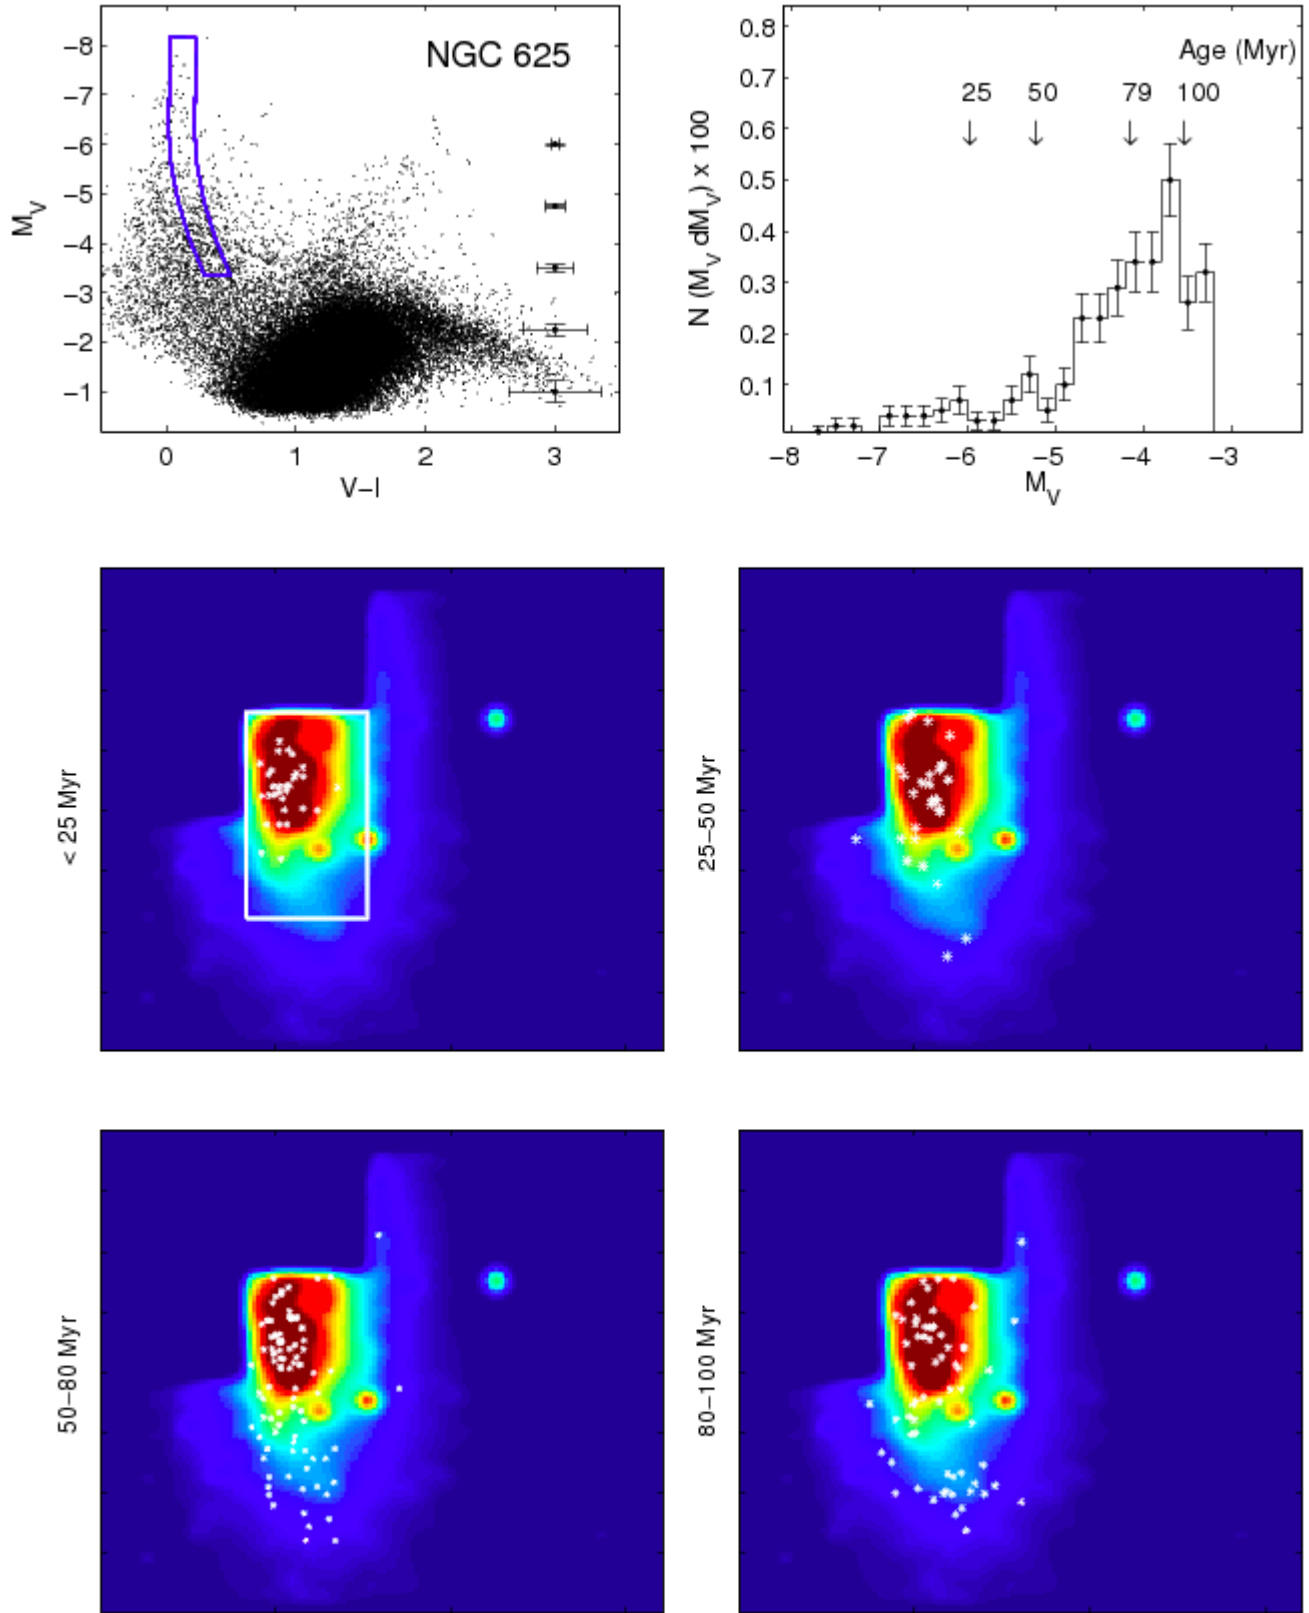 NGC 625
−8
−7
−6
−5
−4
−3
−2
−1
M_V
0
1
2
3
V−I
0.8
0.7
0.6
0.5
0.4
0.3
0.2
0.1
N (M_V dM_V) x 100
Age (Myr)
25 50 79 100
−8 −7 −6 −5 −4 −3
M_V
< 25 Myr
25−50 Myr
50−80 Myr
80−100 Myr